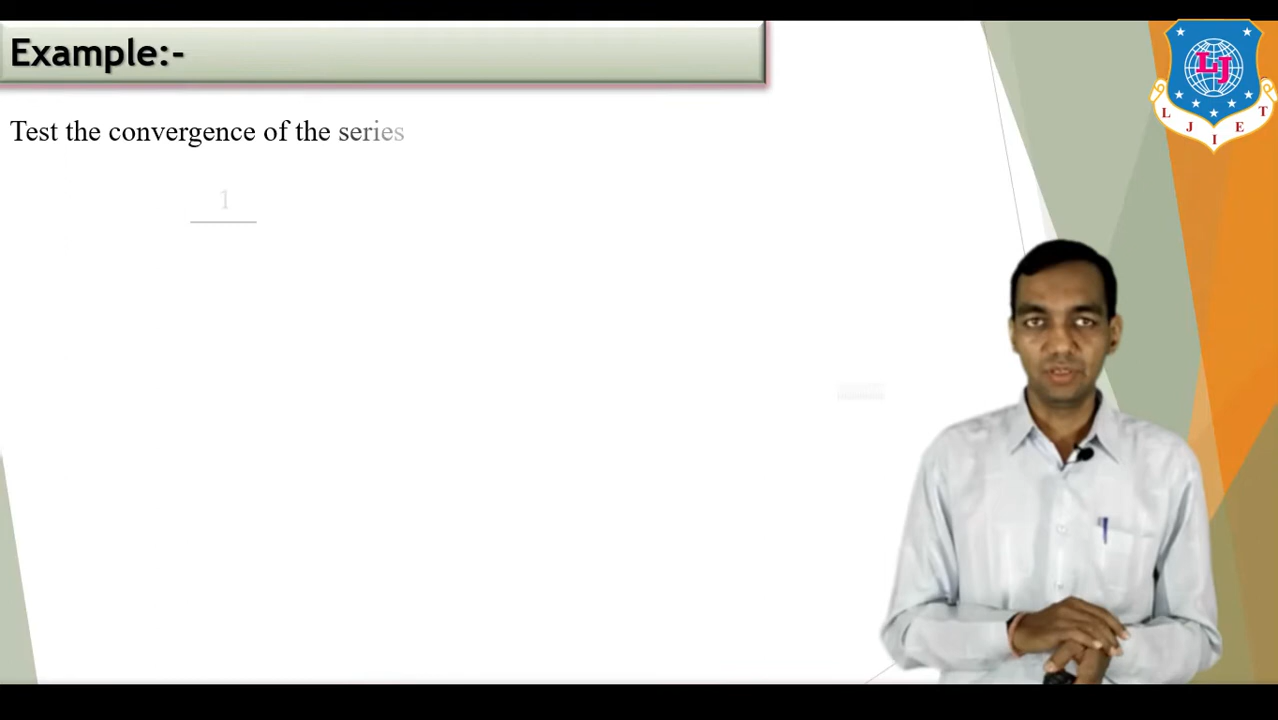 Example:-
LJ
L J I E T
Test the convergence of the series
1